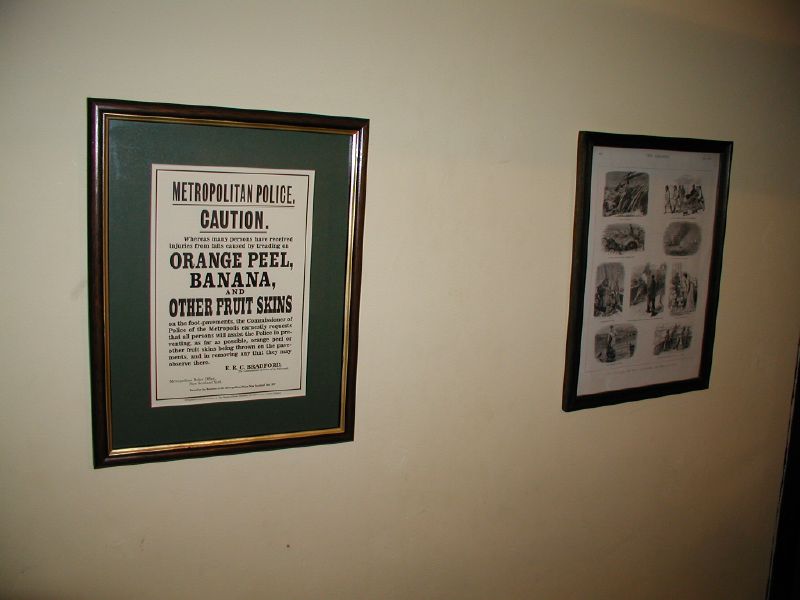 METROPOLITAN POLICE.
CAUTION.
Whereas many persons have received
injuries from falls caused by treading on
ORANGE PEEL,
BANANA,
AND
OTHER FRUIT SKINS
on the foot-pavements, the Commissioner of
Police of the Metropolis earnestly requests
that all persons will assist the Police in pre-
venting, as far as possible, orange peel or
other fruit skins being thrown on the pave-
ments, and in removing any that they may
observe there.
E. R. C. BRADFORD,
Metropolitan Police Office,
New Scotland Yard.